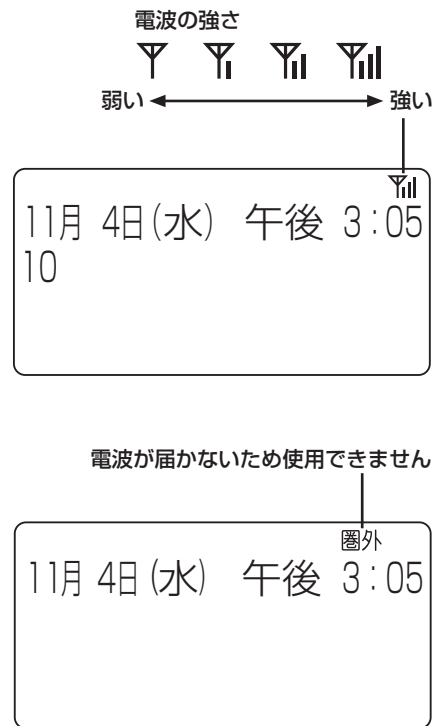 電波の強さ
弱い 強い
11月 4日(水) 午後 3:05
10
電波が届かないため使用できません
圏外
11月 4日(水) 午後 3:05